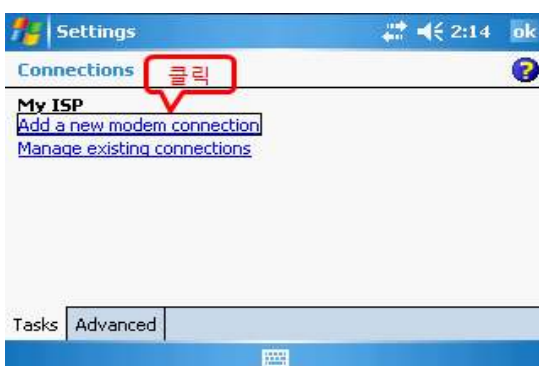 Settings 2:14 ok
Connections
클릭
?
My ISP
Add a new modem connection
Manage existing connections
Tasks Advanced